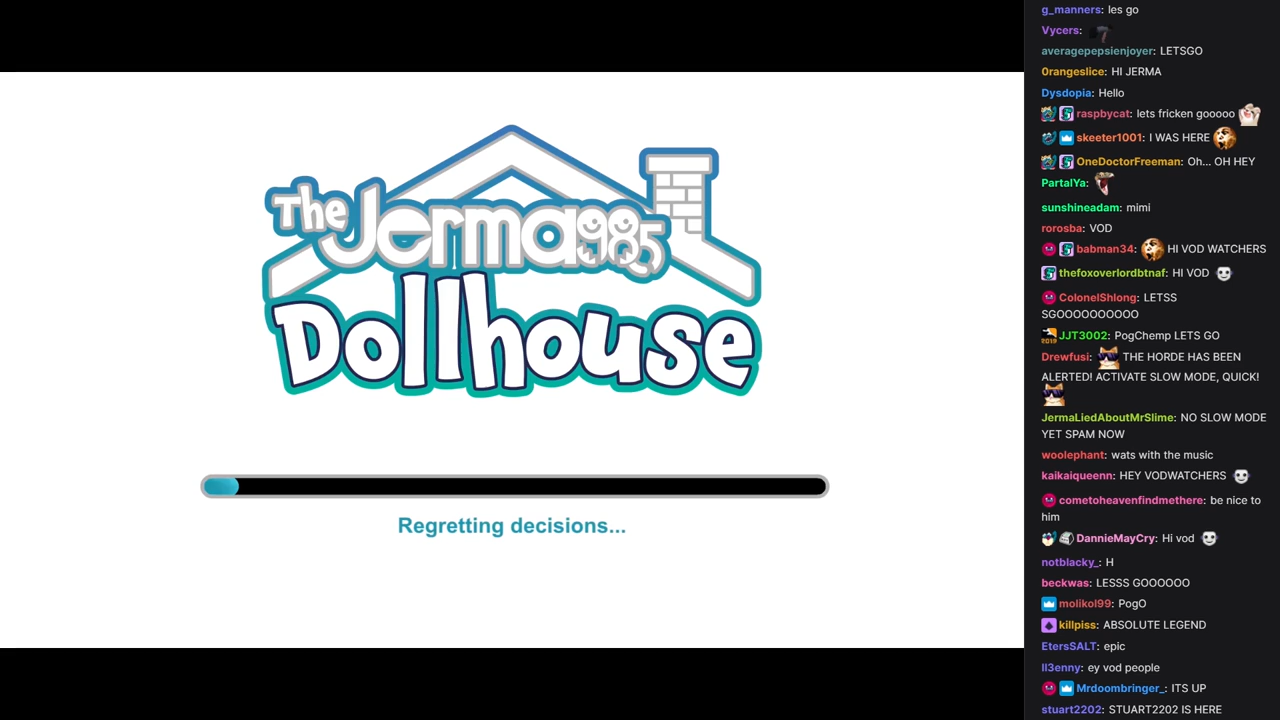 The Jerma985
Dollhouse
Regretting decisions...
g_manners: les go
Vycers:
averagepepsienjoyer: LETSGO
0rangeslice: HI JERMA
Dysdopia: Hello
raspbycat: lets fricken gooooo
skeeter1001: I WAS HERE
OneDoctorFreeman: Oh... OH HEY
PartalYa:
sunshineadam: mimi
rorosba: VOD
babman34: HI VOD WATCHERS
thefoxoverlordbtnaf: HI VOD
ColonelShlong: LETSS
SGOOOOOOOOOO
JJT3002: PogChemp LETS GO
Drewfusi: THE HORDE HAS BEEN
ALERTED! ACTIVATE SLOW MODE, QUICK!
JermaLiedAboutMrSlime: NO SLOW MODE
YET SPAM NOW
woolephant: wats with the music
kaikaiqueenn: HEY VODWATCHERS
cometoheavenfindmethere: be nice to
him
DannieMayCry: Hi vod
notblacky_: H
beckwas: LESSS GOOOOOO
molikol99: PogO
killpiss: ABSOLUTE LEGEND
EtersSALT: epic
ll3enny: ey vod people
Mrdoombringer_: ITS UP
stuart2202: STUART2202 IS HERE